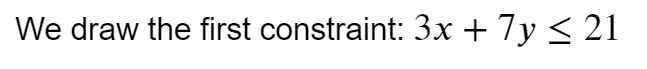 We draw the first constraint: 3x + 7y ≤ 21